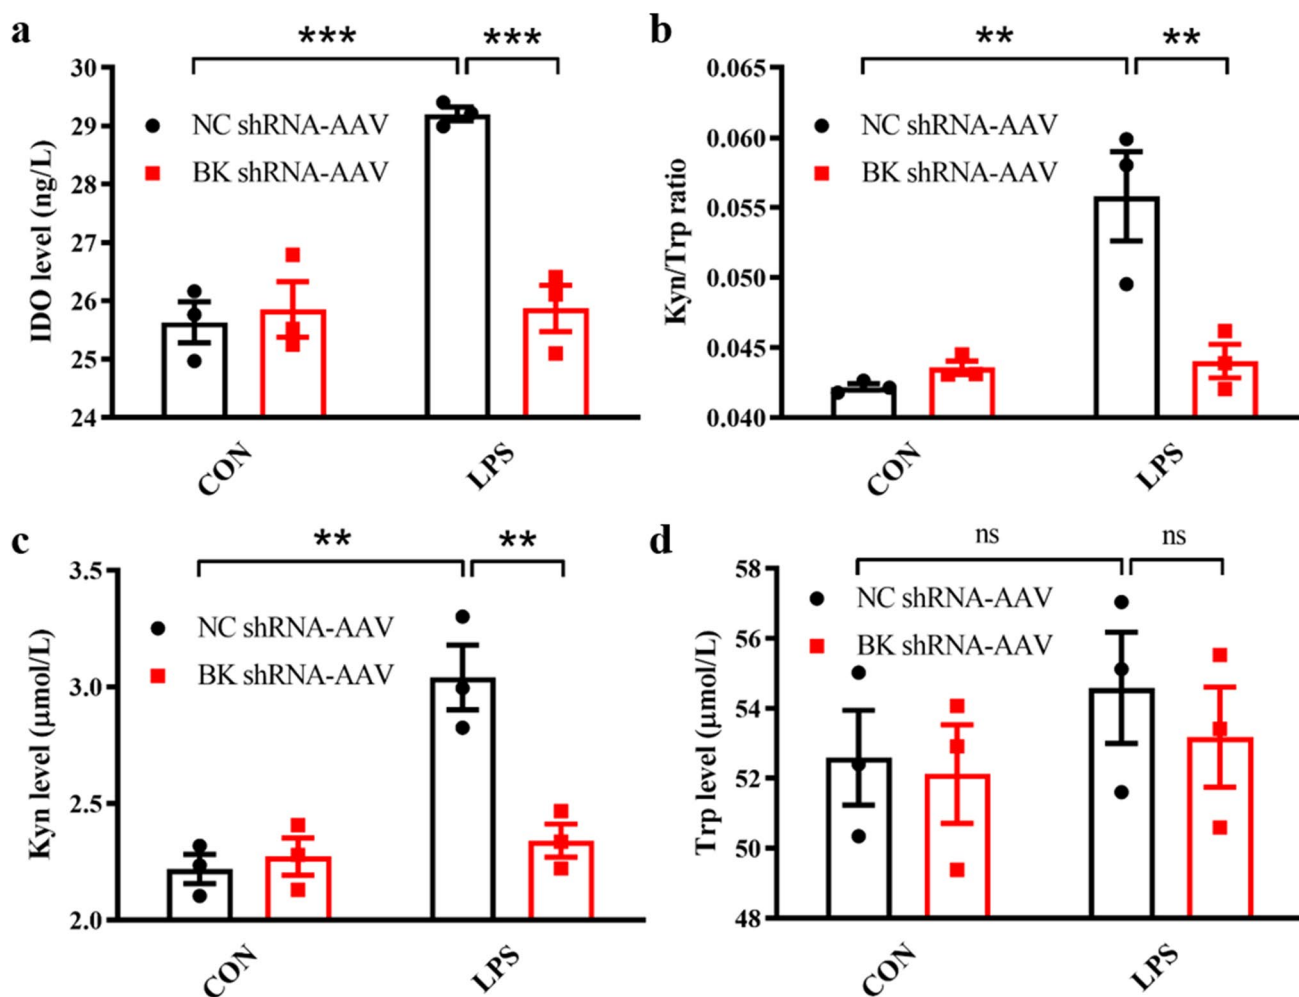 a
*** ***
IDO level (ng/L)
30
29
28
27
26
25
24
NC shRNA-AAV
BK shRNA-AAV
CON
LPS
b
** **
Kyn/Trp ratio
0.065
0.060
0.055
0.050
0.045
0.040
NC shRNA-AAV
BK shRNA-AAV
CON
LPS
c
** **
Kyn level (μmol/L)
3.5
3.0
2.5
2.0
NC shRNA-AAV
BK shRNA-AAV
CON
LPS
d
ns ns
Trp level (μmol/L)
58
56
54
52
50
48
NC shRNA-AAV
BK shRNA-AAV
CON
LPS